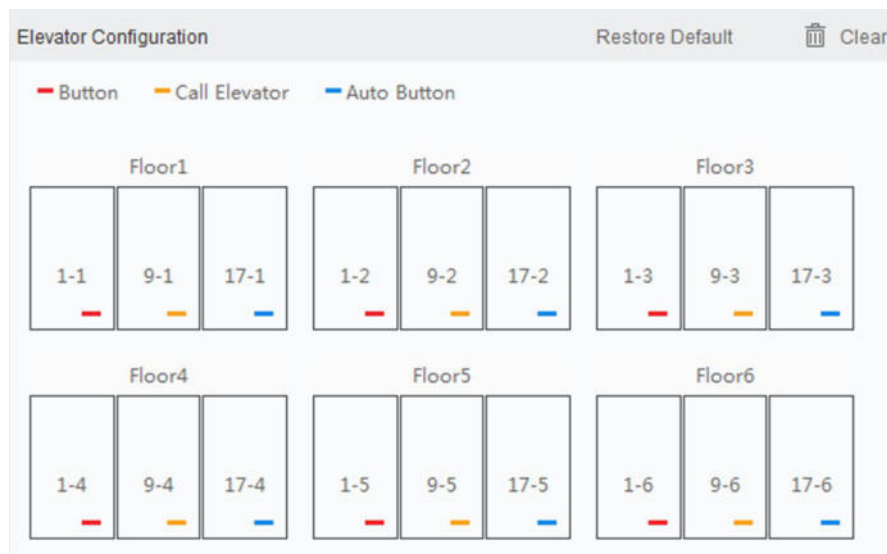 Elevator Configuration Restore Default Clear
Button Call Elevator Auto Button
Floor1 Floor2 Floor3
1-1 9-1 17-1 1-2 9-2 17-2 1-3 9-3 17-3
Floor4 Floor5 Floor6
1-4 9-4 17-4 1-5 9-5 17-5 1-6 9-6 17-6